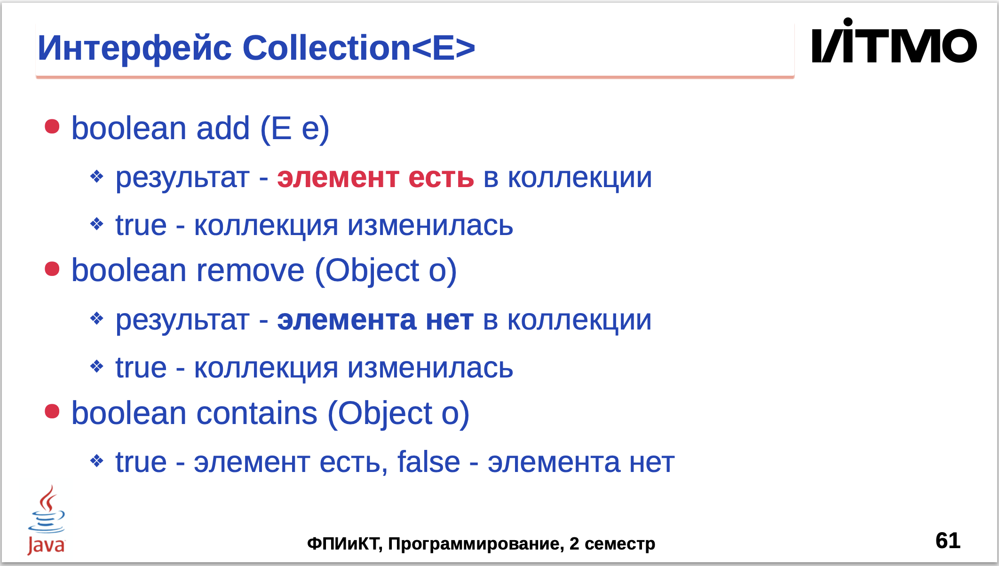 Интерфейс Collection<E>
ITMO
boolean add (E e)
результат - элемент есть в коллекции
true - коллекция изменилась
boolean remove (Object o)
результат - элемента нет в коллекции
true - коллекция изменилась
boolean contains (Object o)
true - элемент есть, false - элемента нет
Java
ФПИиКТ, Программирование, 2 семестр
61